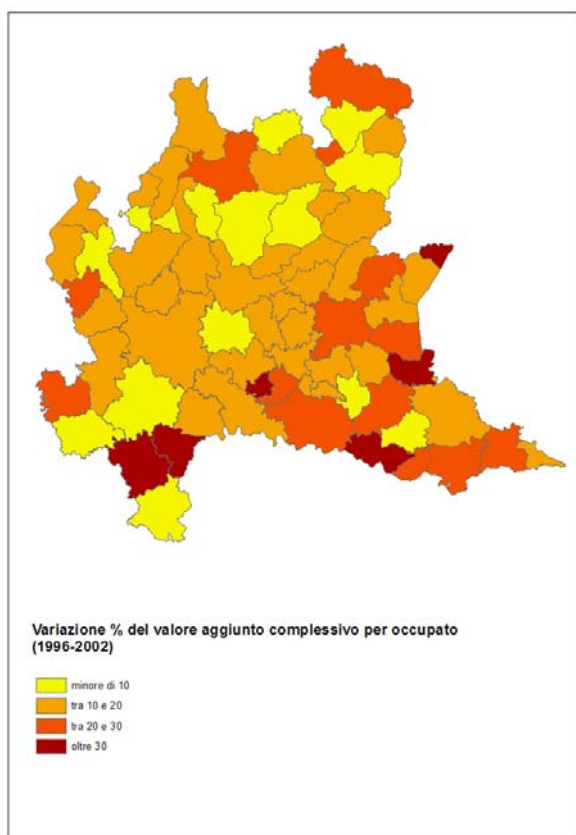 Variazione % del valore aggiunto complessivo per occupato
(1996-2002)
minore di 10
tra 10 e 20
tra 20 e 30
oltre 30